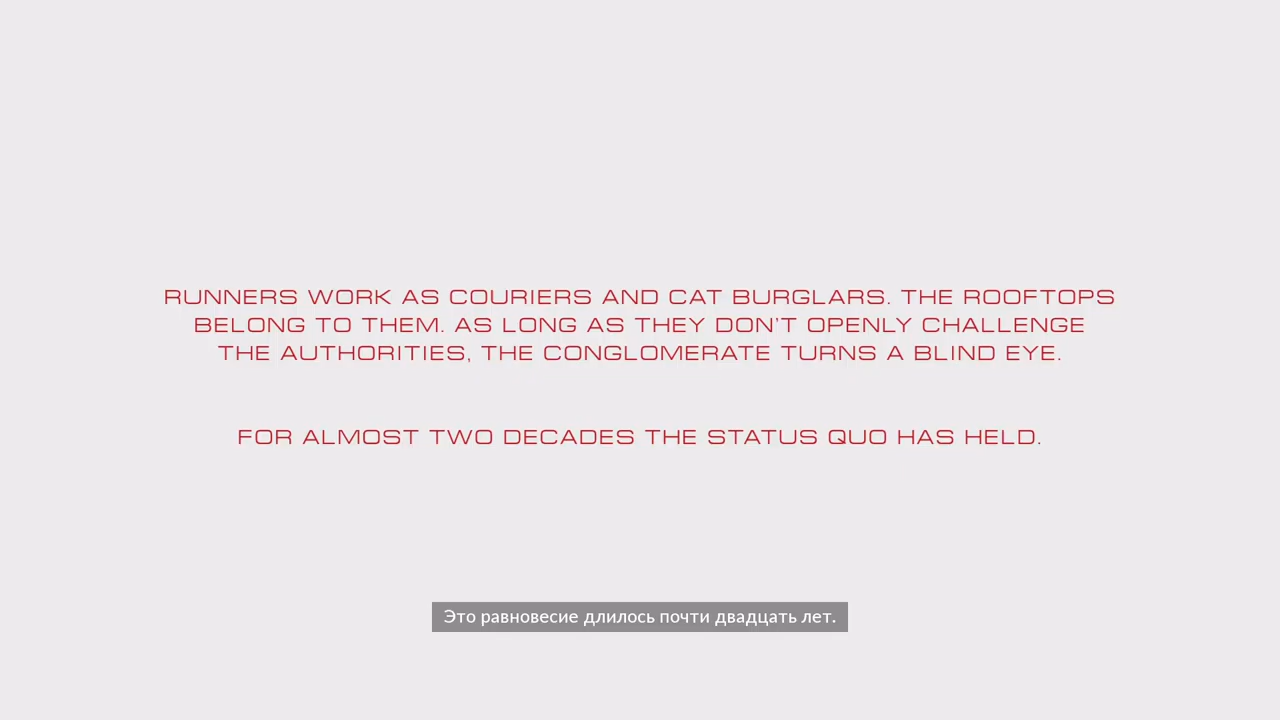 RUNNERS WORK AS COURIERS AND CAT BURGLARS. THE ROOFTOPS
BELONG TO THEM. AS LONG AS THEY DON'T OPENLY CHALLENGE
THE AUTHORITIES, THE CONGLOMERATE TURNS A BLIND EYE.
FOR ALMOST TWO DECADES THE STATUS QUO HAS HELD.
Это равновесие длилось почти двадцать лет.